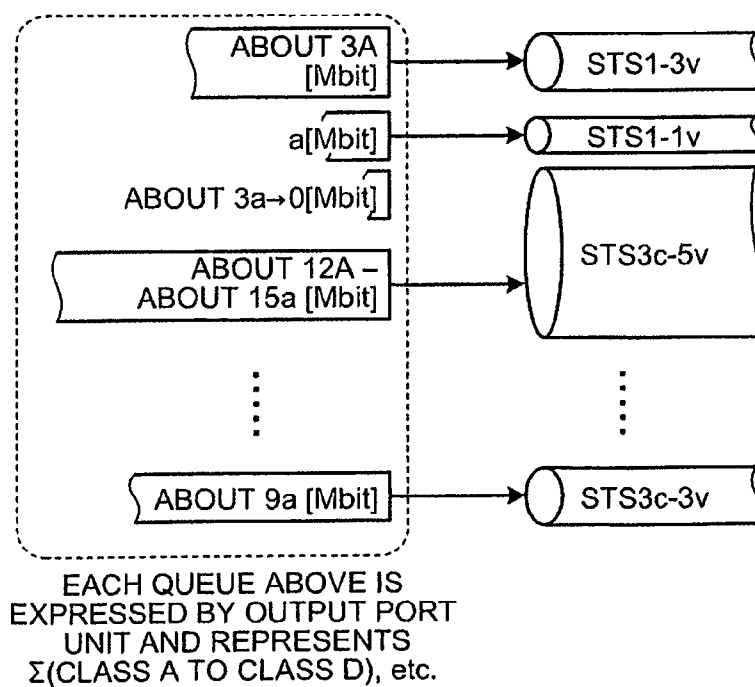 ABOUT 3A
[Mbit]
STS1-3v
a[Mbit]
STS1-1v
ABOUT 3a→0[Mbit]
ABOUT 12A –
ABOUT 15a [Mbit]
STS3c-5v
ABOUT 9a [Mbit]
STS3c-3v
EACH QUEUE ABOVE IS
EXPRESSED BY OUTPUT PORT
UNIT AND REPRESENTS
Σ(CLASS A TO CLASS D), etc.